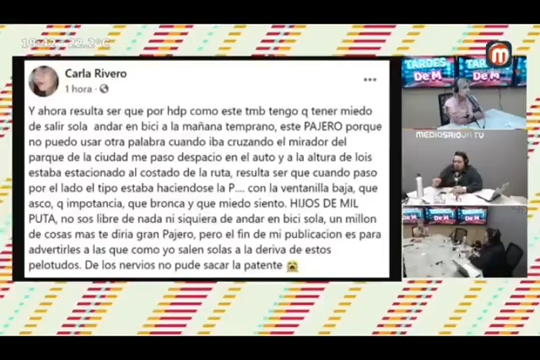 18:42 22.2°C
M
Carla Rivero
1 hora
Y ahora resulta ser que por hdp como este tmb tengo q tener miedo
de salir sola andar en bici a la mañana temprano, este PAJERO porque
no puedo usar otra palabra cuando iba cruzando el mirador del
parque de la ciudad me paso despacio en el auto y a la altura de lois
estaba estacionado al costado de la ruta, resulta ser que cuando paso
por el lado el tipo estaba haciendose la P.... con la ventanilla baja, que
asco, q impotancia, que bronca y que miedo siento. HIJOS DE MIL
PUTA, no sos libre de nada ni siquiera de andar en bici sola, un millon
de cosas mas te diria gran Pajero, pero el fin de mi publicacion es para
advertirles a las que como yo salen solas a la deriva de estos
pelotudos. De los nervios no pude sacar la patente
TARDES
De M
TARDES
De M
MEDIOSRIOJA TV